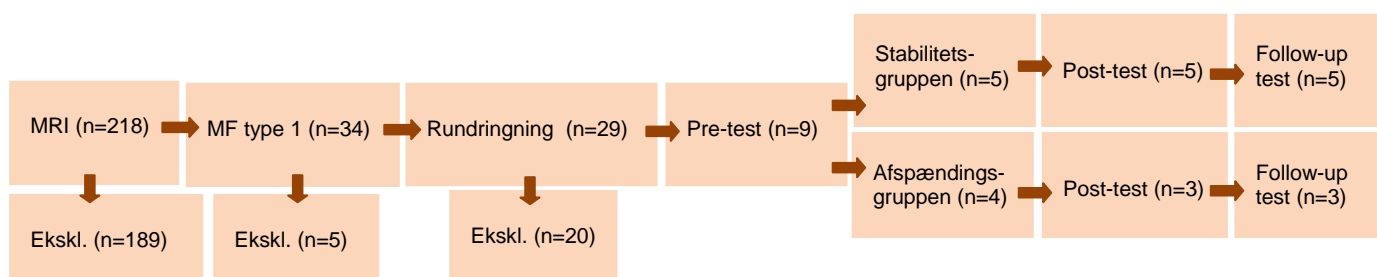 MRI (n=218)
Ekskl. (n=189)
MF type 1 (n=34)
Ekskl. (n=5)
Rundringning (n=29)
Ekskl. (n=20)
Pre-test (n=9)
Stabilitets-
gruppen (n=5)
Post-test (n=5)
Follow-up
test (n=5)
Afspændings-
gruppen (n=4)
Post-test (n=3)
Follow-up
test (n=3)